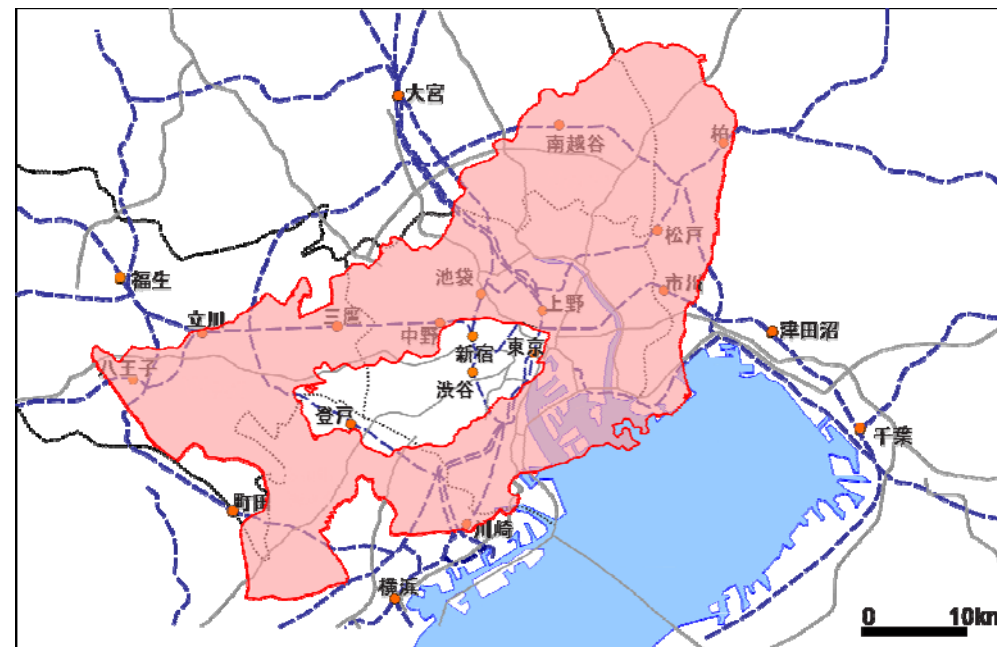 大宮
南越谷
柏
松戸
福生
池袋
市川
上野
立川
三鷹
中野
津田沼
新宿
東京
八王子
渋谷
登戸
千葉
町田
川崎
横浜
0 10km